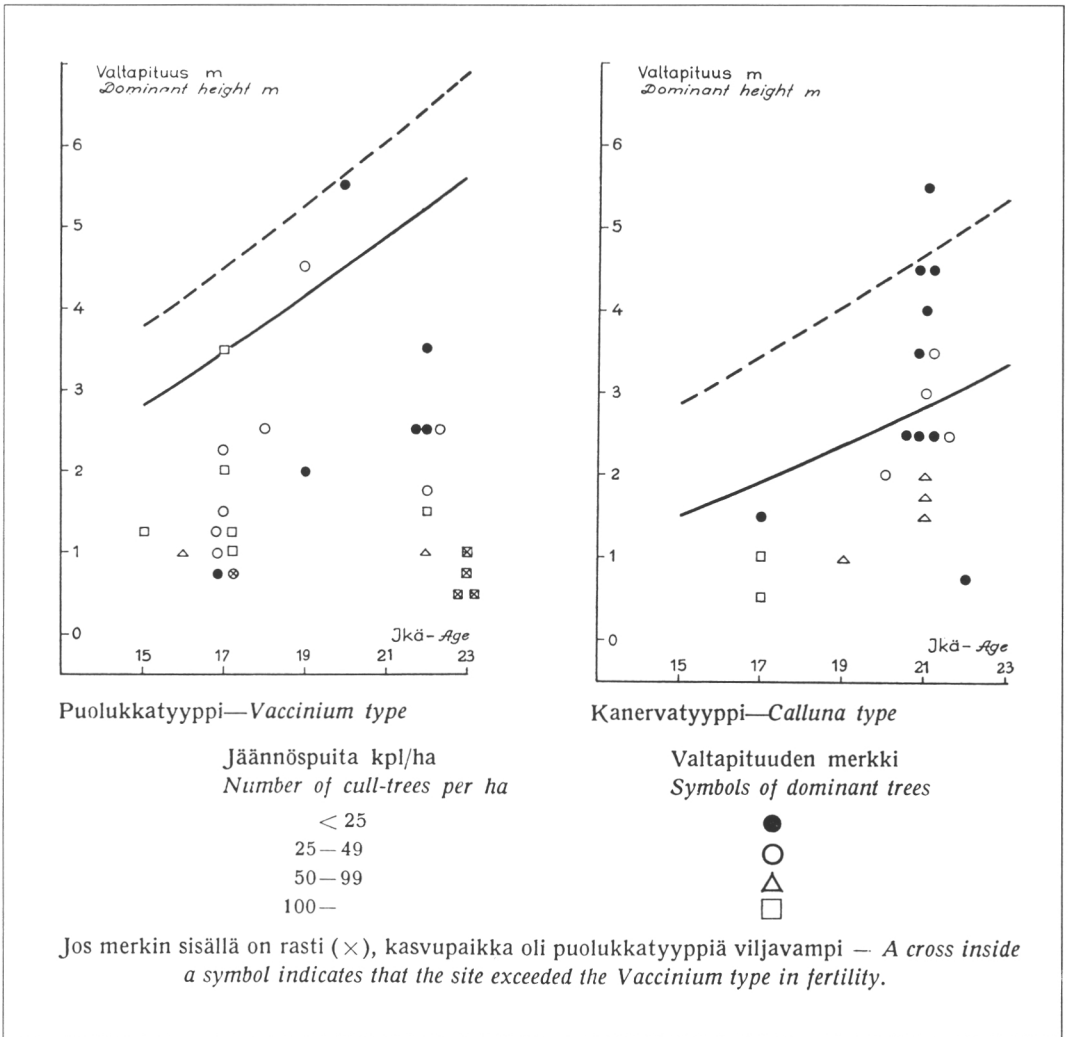 Valtapituus m
Dominant height m
6
5
4
3
2
1
0
Jkä - Age
15 17 19 21 23
Puolukkatyyppi—Vaccinium type
Valtapituus m
Dominant height m
6
5
4
3
2
1
0
Jkä - Age
15 17 19 21 23
Kanervatyyppi—Calluna type
Jäännöspuita kpl/ha
Number of cull-trees per ha
< 25
25—49
50—99
100—
Valtapituuden merkki
Symbols of dominant trees
Jos merkin sisällä on rasti (×), kasvupaikka oli puolukkatyyppiä viljavampi — A cross inside
a symbol indicates that the site exceeded the Vaccinium type in fertility.